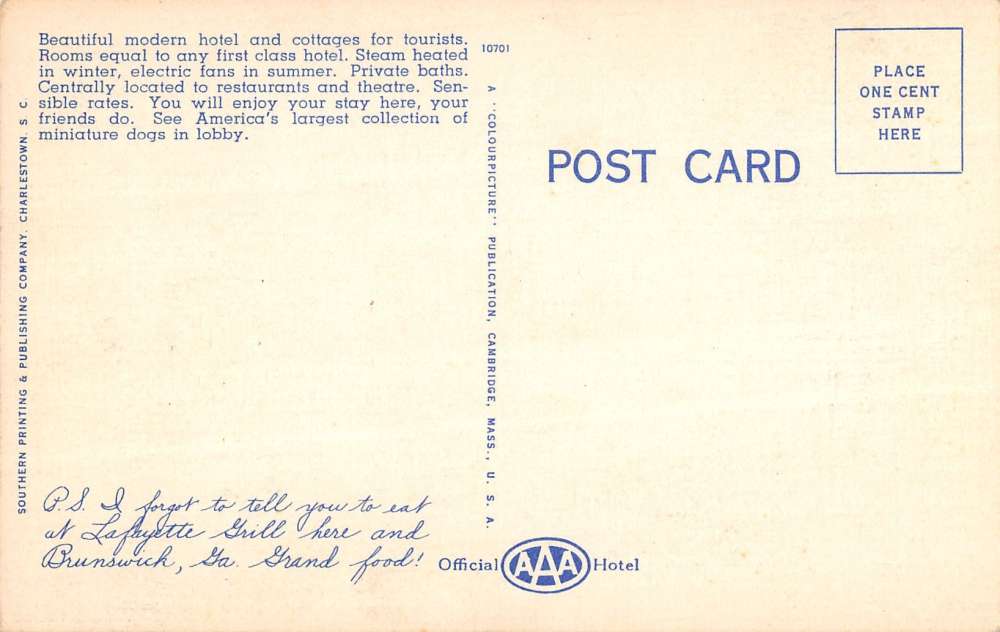 Beautiful modern hotel and cottages for tourists.
Rooms equal to any first class hotel. Steam heated
in winter, electric fans in summer. Private baths.
Centrally located to restaurants and theatre. Sen-
sible rates. You will enjoy your stay here, your
friends do. See America's largest collection of
miniature dogs in lobby.
SOUTHERN PRINTING & PUBLISHING COMPANY, CHARLESTOWN, S. C.
P.S. I forgot to tell you to eat
at Lafayette Grill here and
Brunswick, Ga. Grand food!
10701
A "COLOURPICTURE" PUBLICATION, CAMBRIDGE, MASS., U. S. A.
POST CARD
PLACE
ONE CENT
STAMP
HERE
Official AAA Hotel